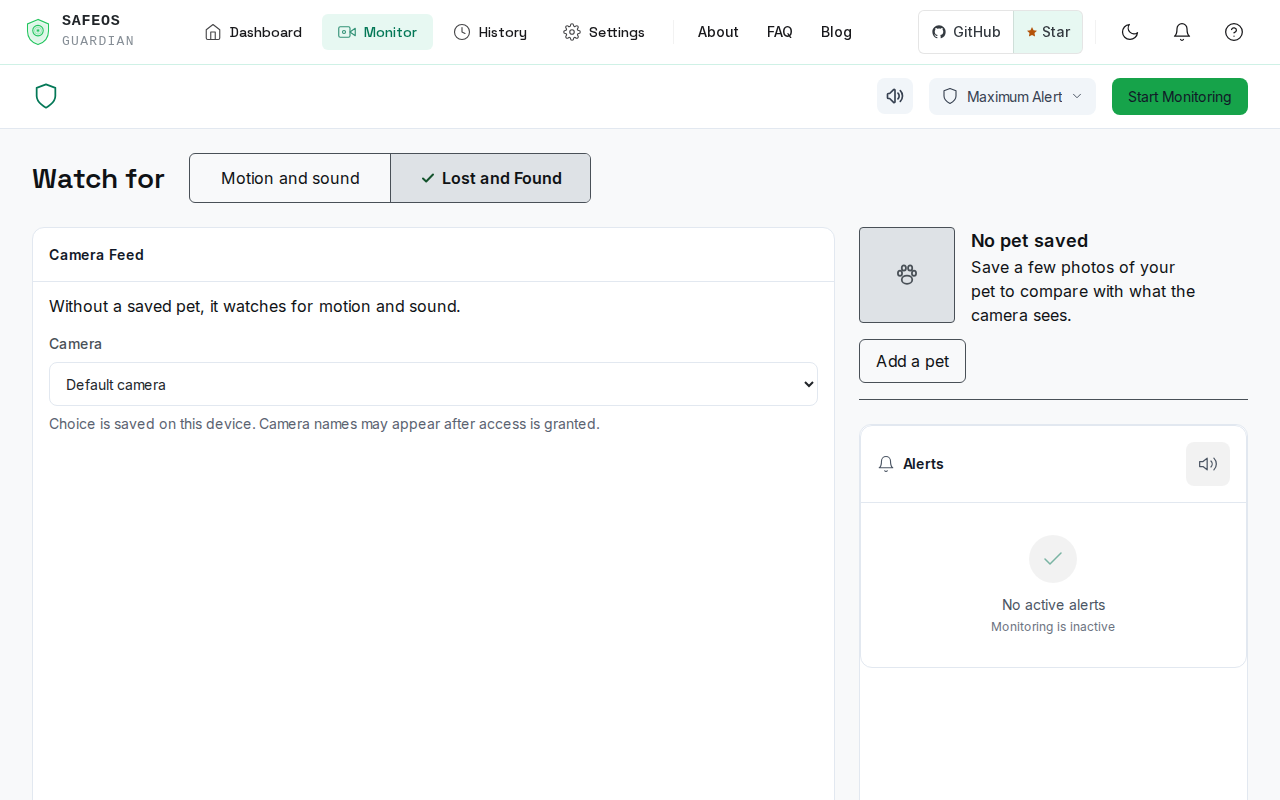 SAFEOS
GUARDIAN
Dashboard
Monitor
History
Settings
About
FAQ
Blog
GitHub
Star
Maximum Alert
Start Monitoring
Watch for
Motion and sound
Lost and Found
Camera Feed
Without a saved pet, it watches for motion and sound.
Camera
Default camera
Choice is saved on this device. Camera names may appear after access is granted.
No pet saved
Save a few photos of your
pet to compare with what the
camera sees.
Add a pet
Alerts
No active alerts
Monitoring is inactive